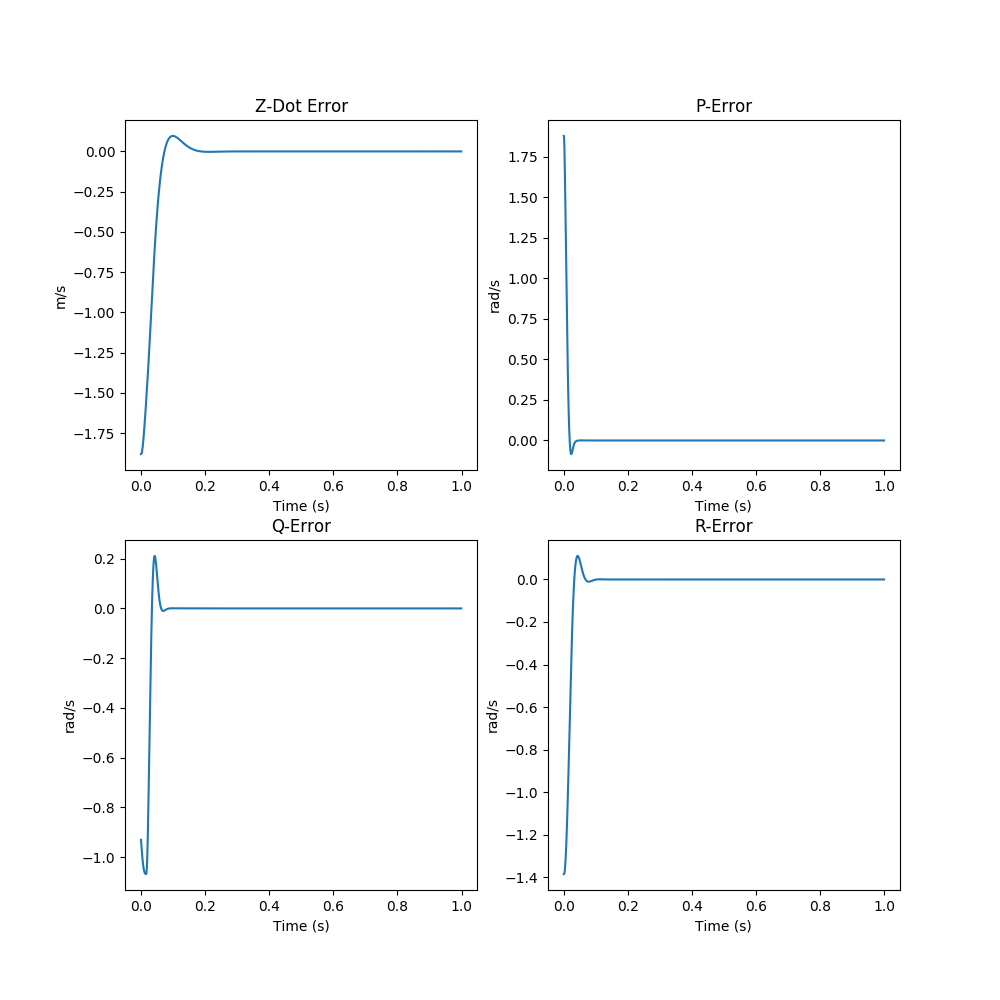 Z-Dot Error
0.00
−0.25
−0.50
−0.75
−1.00
−1.25
−1.50
−1.75
m/s
0.0 0.2 0.4 0.6 0.8 1.0
Time (s)
P-Error
1.75
1.50
1.25
1.00
0.75
0.50
0.25
0.00
rad/s
0.0 0.2 0.4 0.6 0.8 1.0
Time (s)
Q-Error
0.2
0.0
−0.2
−0.4
−0.6
−0.8
−1.0
rad/s
0.0 0.2 0.4 0.6 0.8 1.0
Time (s)
R-Error
0.0
−0.2
−0.4
−0.6
−0.8
−1.0
−1.2
−1.4
rad/s
0.0 0.2 0.4 0.6 0.8 1.0
Time (s)